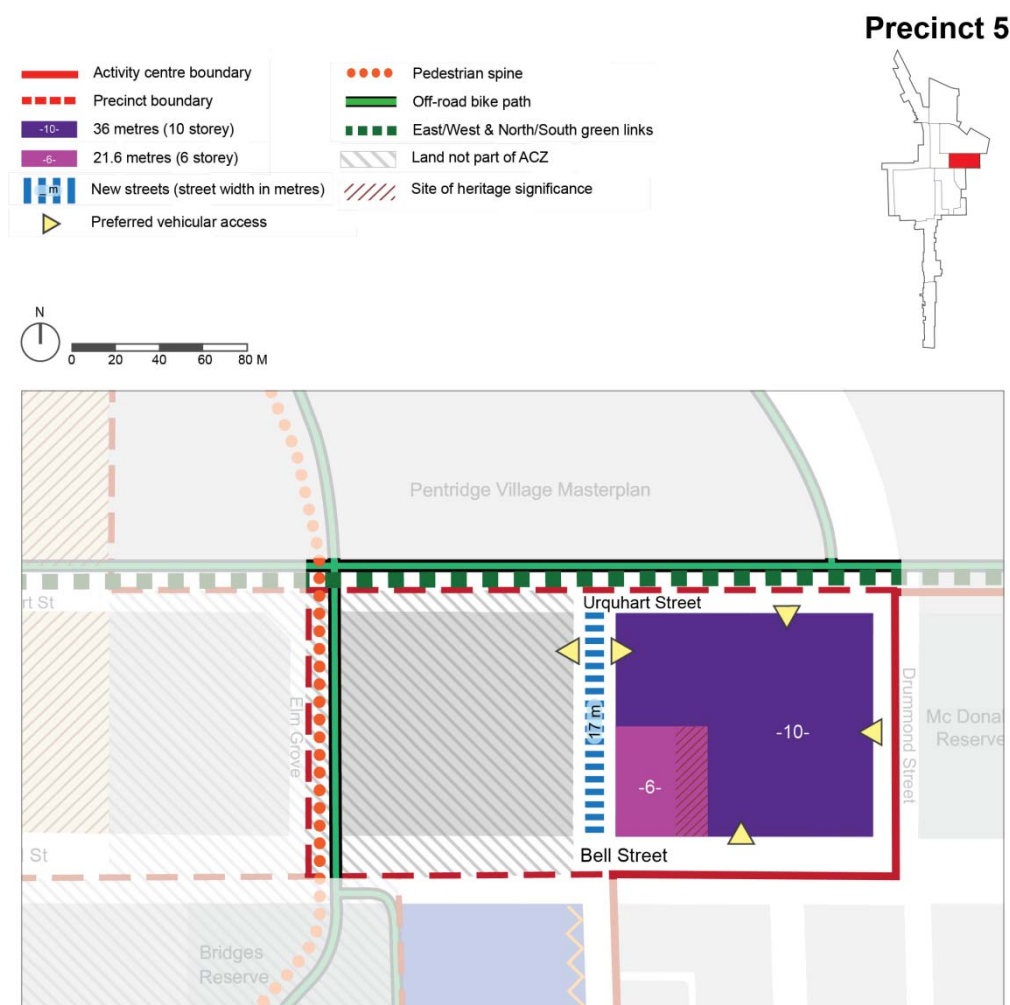 Precinct 5
Activity centre boundary
Precinct boundary
-10- 36 metres (10 storey)
-6- 21.6 metres (6 storey)
_m New streets (street width in metres)
Preferred vehicular access
Pedestrian spine
Off-road bike path
East/West & North/South green links
Land not part of ACZ
Site of heritage significance
N
0 20 40 60 80 M
Pentridge Village Masterplan
rt St
Urquhart Street
Elm Grove
17 m
-10-
-6-
Drummond Street
Mc Donal
Reserve
l St
Bell Street
Bridges
Reserve